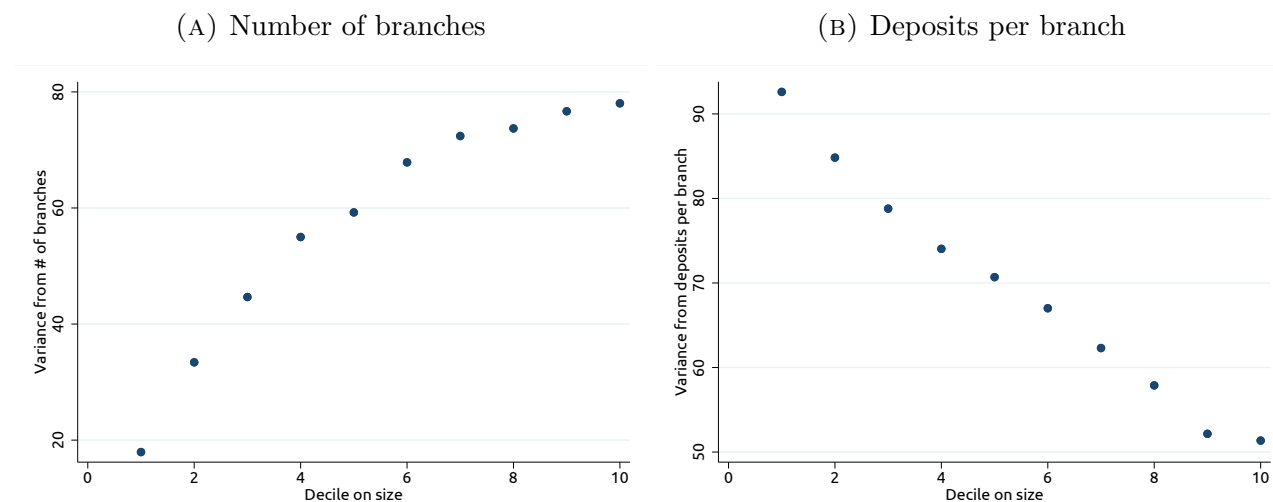 (A) Number of branches
Variance from # of branches
80
60
40
20
0 2 4 6 8 10
Decile on size
(B) Deposits per branch
Variance from deposits per branch
90
80
70
60
50
0 2 4 6 8 10
Decile on size